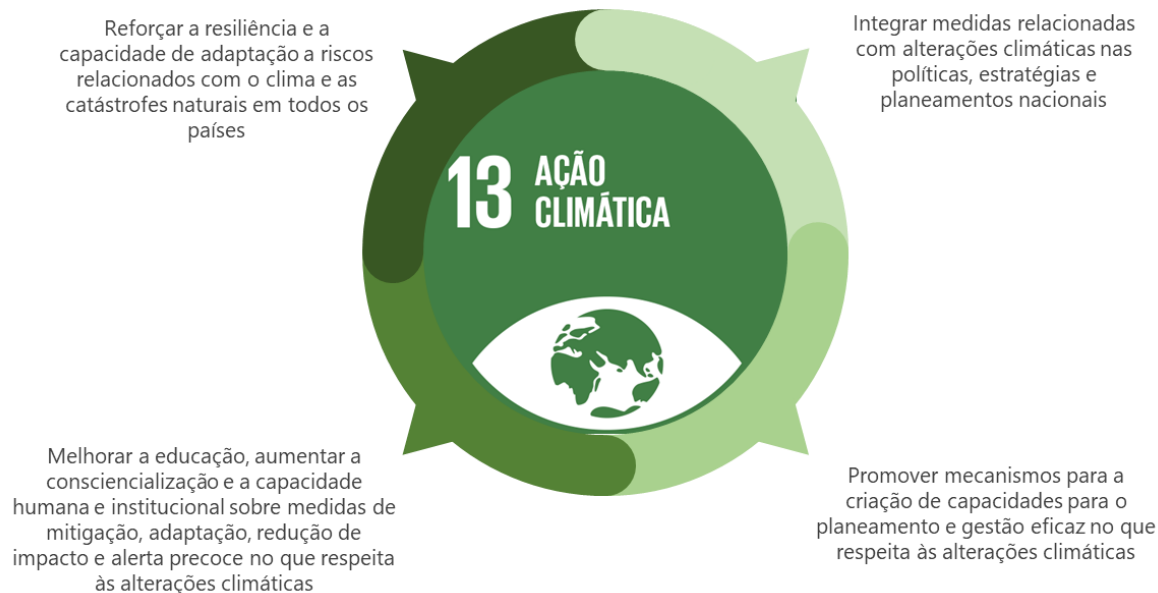 Reforçar a resiliência e a
capacidade de adaptação a riscos
relacionados com o clima e as
catástrofes naturais em todos os
países
Integrar medidas relacionadas
com alterações climáticas nas
políticas, estratégias e
planeamentos nacionais
13 AÇÃO
CLIMÁTICA
Melhorar a educação, aumentar a
consciencialização e a capacidade
humana e institucional sobre medidas de
mitigação, adaptação, redução de
impacto e alerta precoce no que respeita
às alterações climáticas
Promover mecanismos para a
criação de capacidades para o
planeamento e gestão eficaz no que
respeita às alterações climáticas